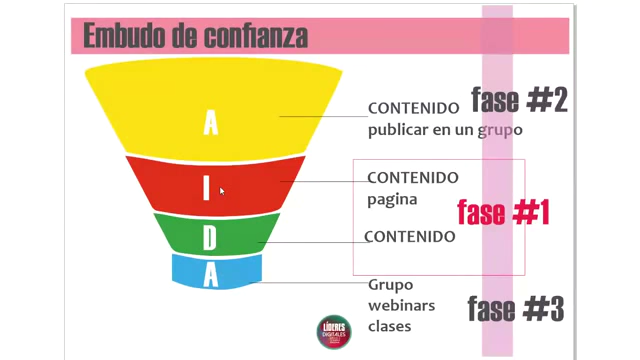 Embudo de confianza
A
CONTENIDO
publicar en un grupo
fase #2
I
CONTENIDO
pagina
fase #1
D
CONTENIDO
A
Grupo
webinars
clases
fase #3
LÍDERES
DIGITALES